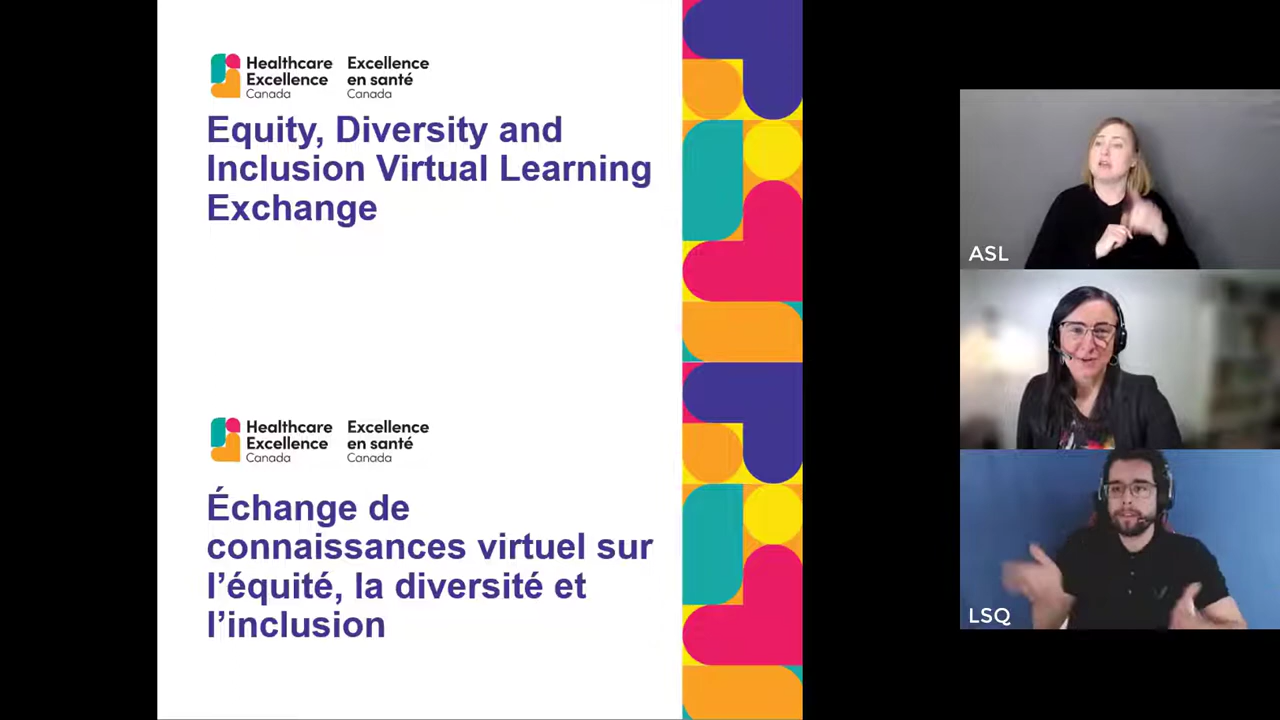 Healthcare Excellence
Excellence en santé
Canada Canada
Equity, Diversity and
Inclusion Virtual Learning
Exchange
Healthcare Excellence
Excellence en santé
Canada Canada
Échange de
connaissances virtuel sur
l’équité, la diversité et
l’inclusion
ASL
LSQ